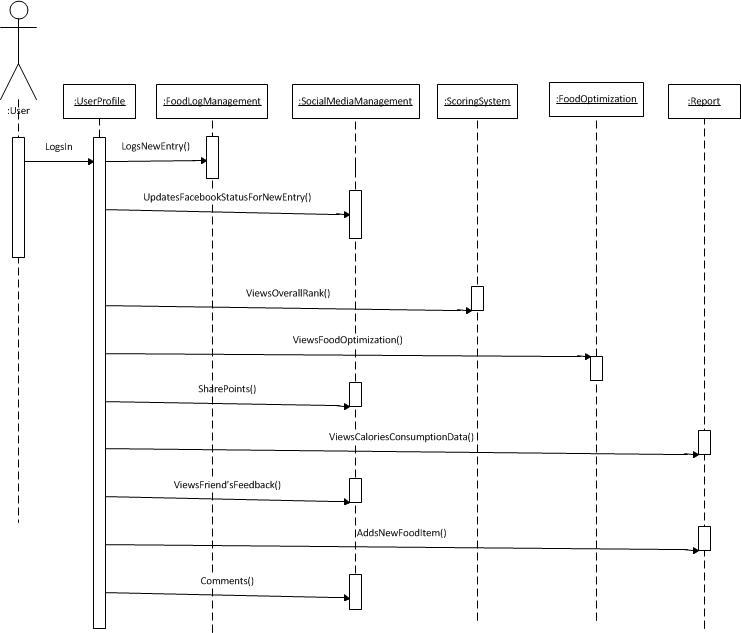 :User
:UserProfile
:FoodLogManagement
:SocialMediaManagement
:ScoringSystem
:FoodOptimization
:Report
LogsIn
LogsNewEntry()
UpdatesFacebookStatusForNewEntry()
ViewsOverallRank()
ViewsFoodOptimization()
SharePoints()
ViewsCaloriesConsumptionData()
ViewsFriend'sFeedback()
AddsNewFoodItem()
Comments()